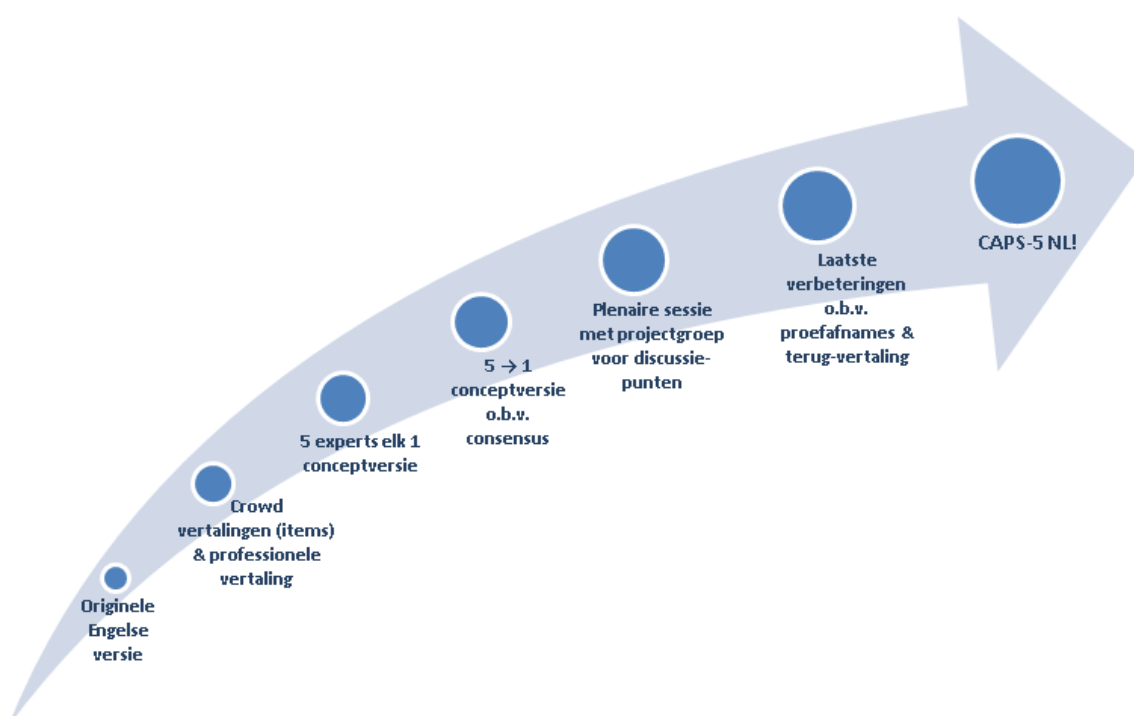 Originele
Engelse
versie
Crowd
vertalingen (items)
& professionele
vertaling
5 experts elk 1
conceptversie
5 → 1
conceptversie
o.b.v.
consensus
Plenaire sessie
met projectgroep
voor discussie-
punten
Laatste
verbeteringen
o.b.v.
proefafnames &
terug-vertaling
CAPS-5 NL!